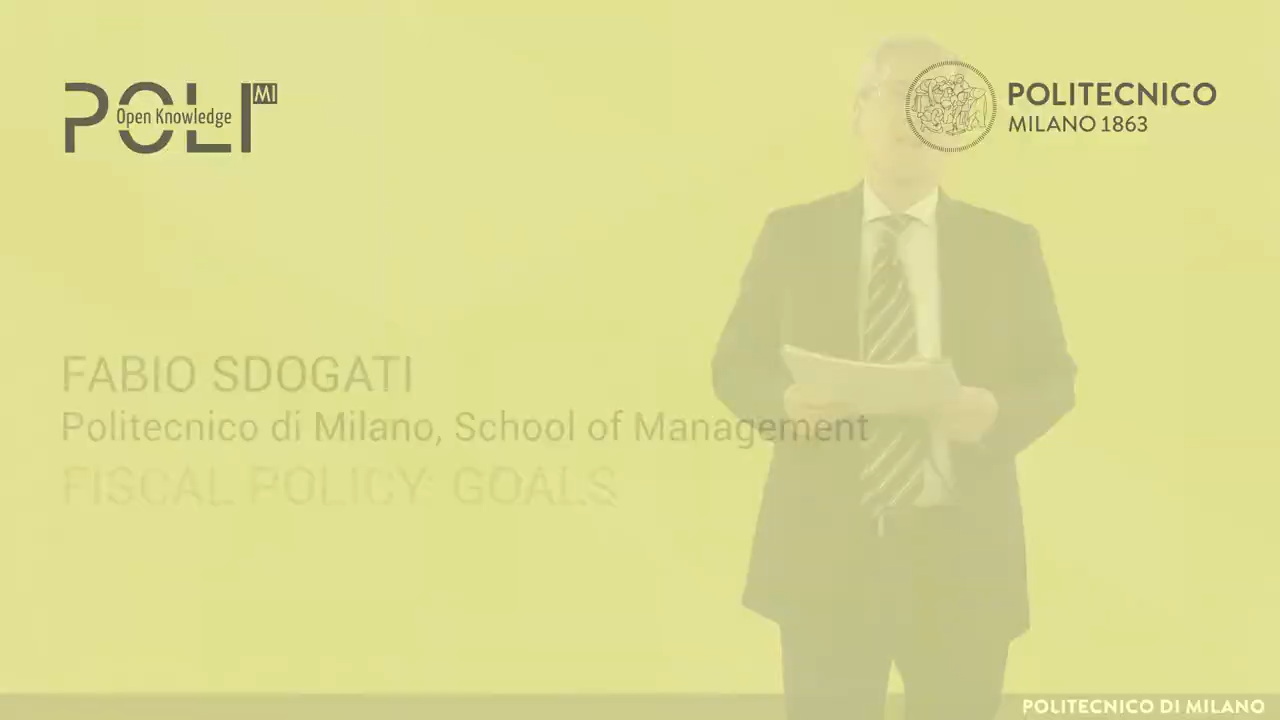 POLI MI
Open Knowledge
POLITECNICO
MILANO 1863
FABIO SDOGATI
Politecnico di Milano, School of Management
FISCAL POLICY: GOALS
POLITECNICO DI MILANO